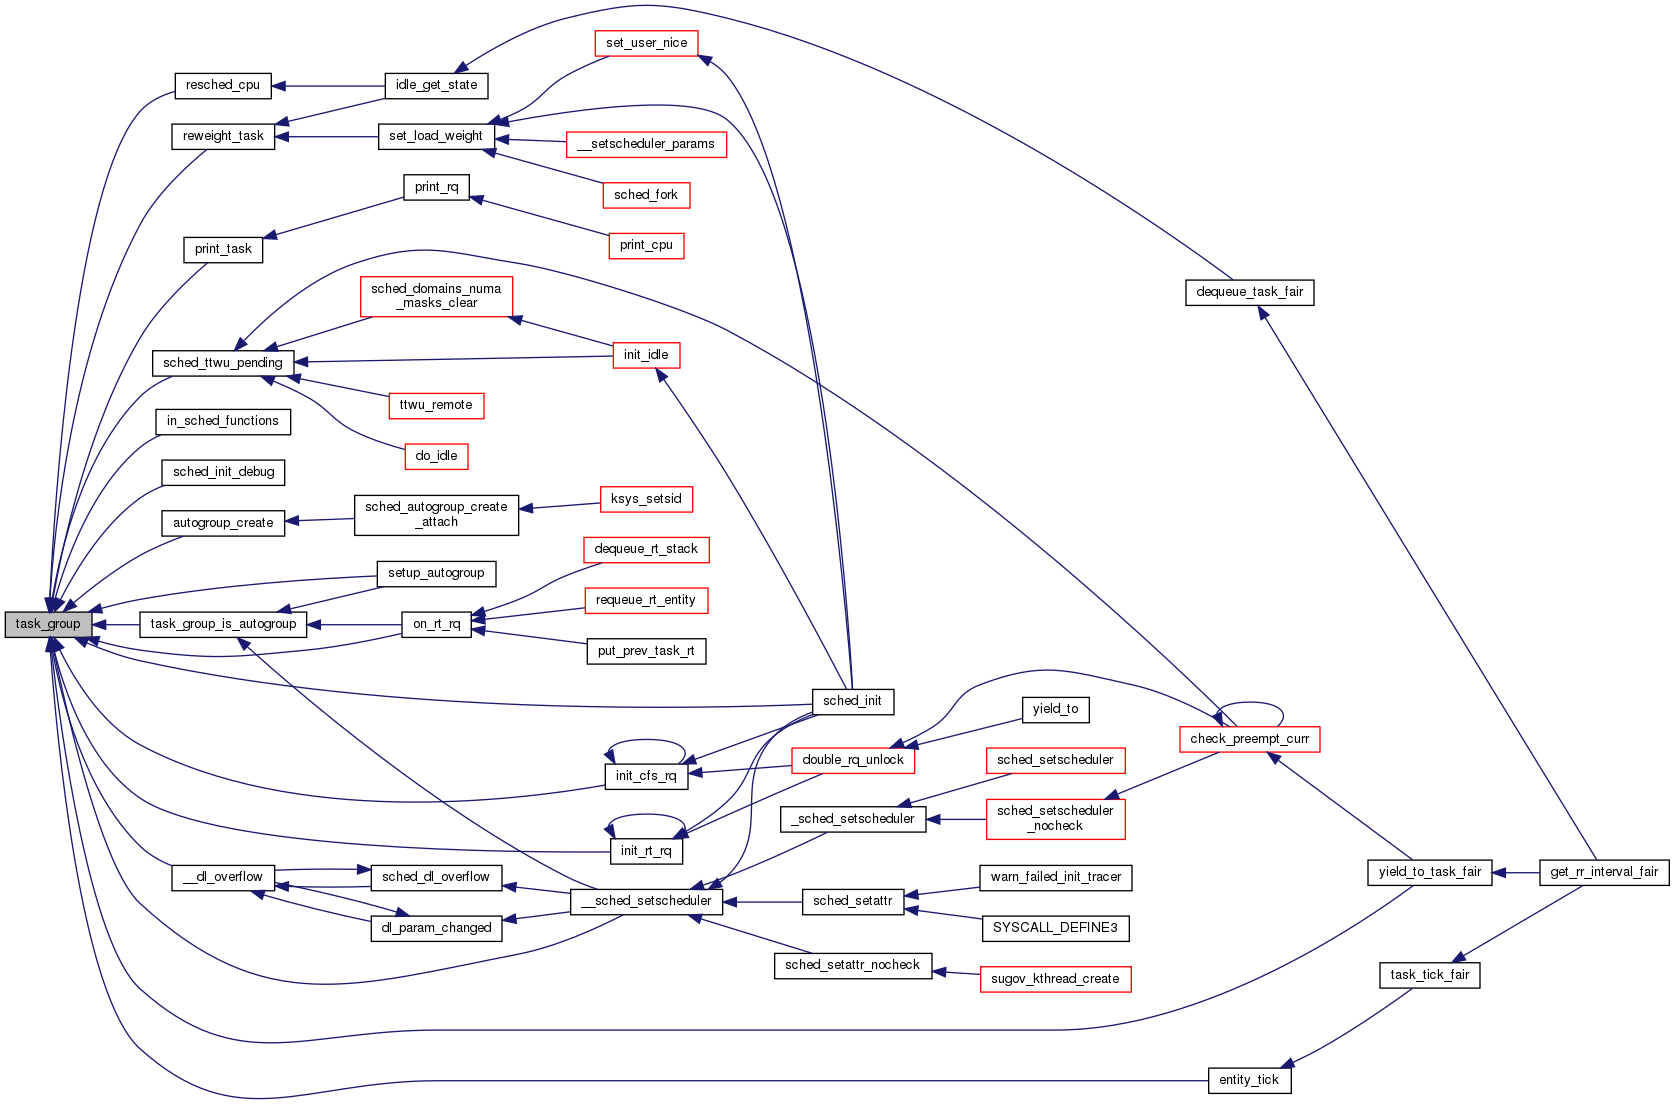 set_user_nice
resched_cpu
idle_get_state
reweight_task
set_load_weight
__setscheduler_params
print_rq
sched_fork
print_task
print_cpu
dequeue_task_fair
sched_domains_numa
_masks_clear
sched_ttwu_pending
init_idle
ttwu_remote
in_sched_functions
do_idle
sched_init_debug
autogroup_create
sched_autogroup_create
_attach
ksys_setsid
dequeue_rt_stack
setup_autogroup
requeue_rt_entity
task_group
task_group_is_autogroup
on_rt_rq
put_prev_task_rt
sched_init
yield_to
check_preempt_curr
init_cfs_rq
double_rq_unlock
sched_setscheduler
_sched_setscheduler
sched_setscheduler
_nocheck
init_rt_rq
__dl_overflow
sched_dl_overflow
warn_failed_init_tracer
yield_to_task_fair
get_rr_interval_fair
__sched_setscheduler
sched_setattr
dl_param_changed
SYSCALL_DEFINE3
sched_setattr_nocheck
sugov_kthread_create
task_tick_fair
entity_tick